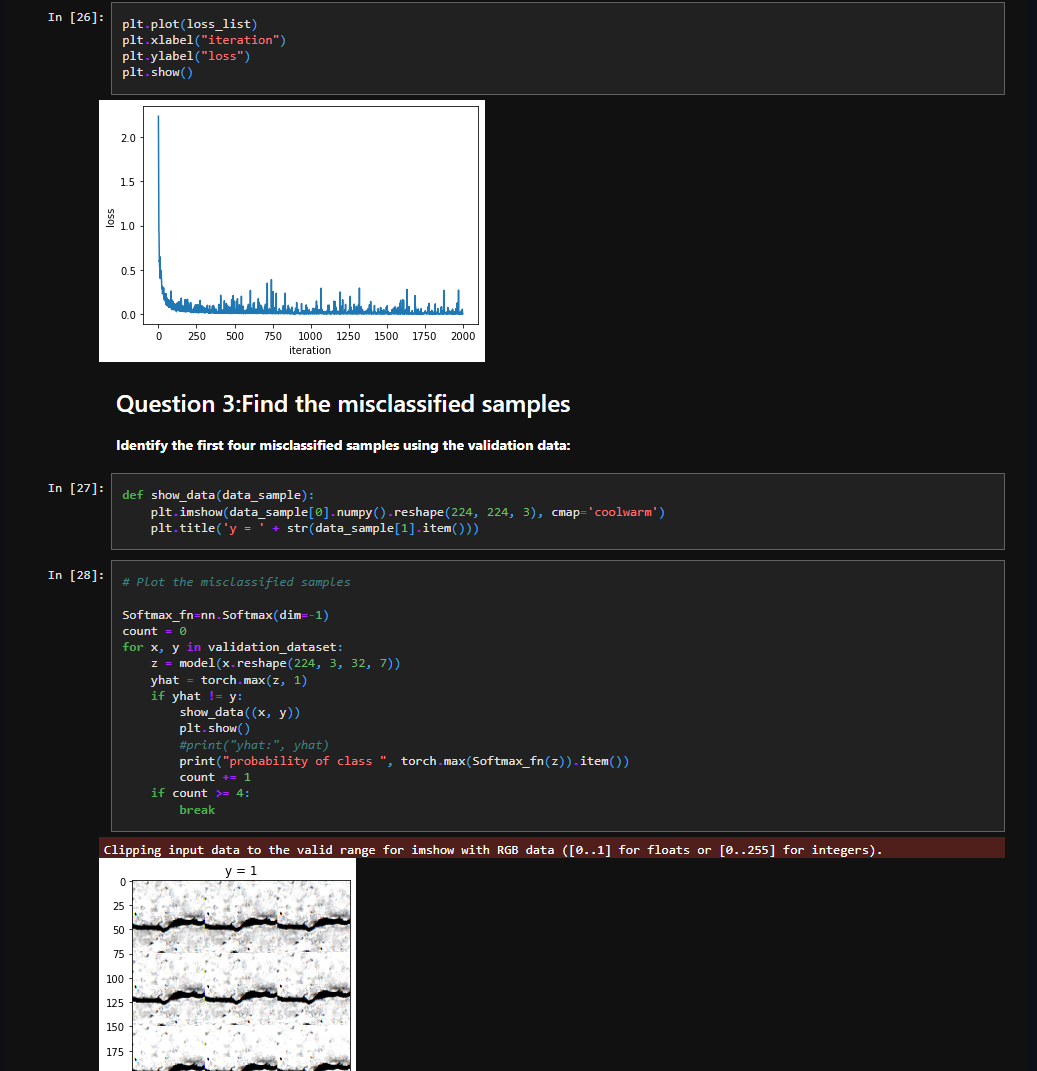 In [26]:
plt.plot(loss_list)
plt.xlabel("iteration")
plt.ylabel("loss")
plt.show()
2.0
1.5
1.0
0.5
0.0
loss
0 250 500 750 1000 1250 1500 1750 2000
iteration
Question 3:Find the misclassified samples
Identify the first four misclassified samples using the validation data:
In [27]:
def show_data(data_sample):
    plt.imshow(data_sample[0].numpy().reshape(224, 224, 3), cmap='coolwarm')
    plt.title('y = ' + str(data_sample[1].item()))
In [28]:
# Plot the misclassified samples
Softmax_fn=nn.Softmax(dim=-1)
count = 0
for x, y in validation_dataset:
    z = model(x.reshape(224, 3, 32, 7))
    yhat = torch.max(z, 1)
    if yhat != y:
        show_data((x, y))
        plt.show()
        #print("yhat:", yhat)
        print("probability of class ", torch.max(Softmax_fn(z)).item())
        count += 1
    if count >= 4:
        break
Clipping input data to the valid range for imshow with RGB data ([0..1] for floats or [0..255] for integers).
y = 1
0
25
50
75
100
125
150
175